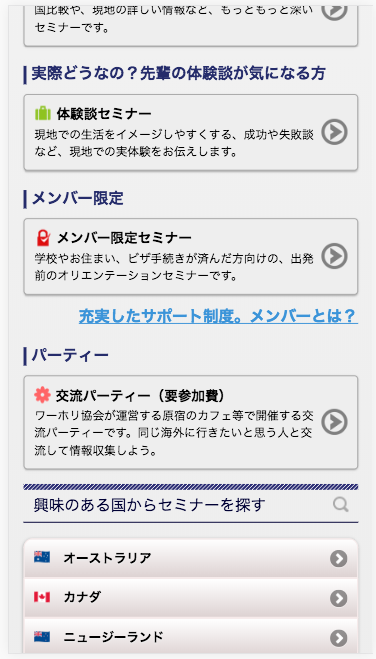 国比較や、現地の詳しい情報など、もっともっと深い
セミナーです。
実際どうなの？先輩の体験談が気になる方
体験談セミナー
現地での生活をイメージしやすくする、成功や失敗談
など、現地での実体験をお伝えします。
メンバー限定
メンバー限定セミナー
学校やお住まい、ビザ手続きが済んだ方向けの、出発
前のオリエンテーションセミナーです。
充実したサポート制度。メンバーとは？
パーティー
交流パーティー（要参加費）
ワーホリ協会が運営する原宿のカフェ等で開催する交
流パーティーです。同じ海外に行きたいと思う人と交
流して情報収集しよう。
興味のある国からセミナーを探す
オーストラリア
カナダ
ニュージーランド